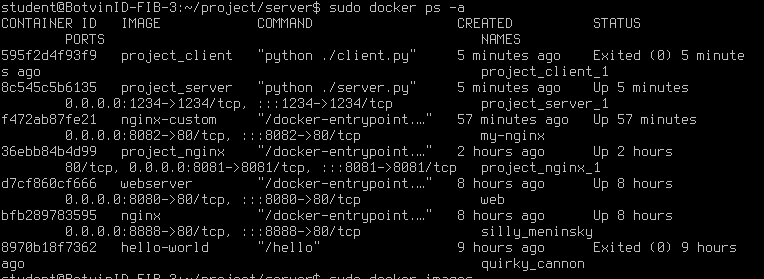 student@BotvinID-FIB-3:~/project/server$ sudo docker ps -a
CONTAINER ID   IMAGE            COMMAND                  CREATED          STATUS
         PORTS                                                NAMES
595f2d4f93f9   project_client   "python ./client.py"     5 minutes ago    Exited (0) 5 minute
s ago                                                         project_client_1
8c545c5b6135   project_server   "python ./server.py"     5 minutes ago    Up 5 minutes
         0.0.0.0:1234->1234/tcp, :::1234->1234/tcp            project_server_1
f472ab87fe21   nginx-custom     "/docker-entrypoint.…"   57 minutes ago   Up 57 minutes
         0.0.0.0:8082->80/tcp, :::8082->80/tcp                my-nginx
36ebb84b4d99   project_nginx    "/docker-entrypoint.…"   2 hours ago      Up 2 hours
         80/tcp, 0.0.0.0:8081->8081/tcp, :::8081->8081/tcp    project_nginx_1
d7cf860cf666   webserver        "/docker-entrypoint.…"   8 hours ago      Up 8 hours
         0.0.0.0:8080->80/tcp, :::8080->80/tcp                web
bfb289783595   nginx            "/docker-entrypoint.…"   8 hours ago      Up 8 hours
         0.0.0.0:8888->80/tcp, :::8888->80/tcp                silly_meninsky
8970b18f7362   hello-world      "/hello"                 9 hours ago      Exited (0) 9 hours
ago                                                           quirky_cannon
student@BotvinID-FIB-3:~/project/server$ sudo docker images